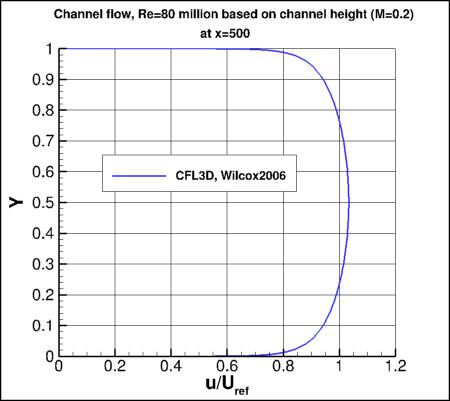 Channel flow, Re=80 million based on channel height (M=0.2)
at x=500
1
0.9
0.8
0.7
0.6
0.5
0.4
0.3
0.2
0.1
0
Y
CFL3D, Wilcox2006
0 0.2 0.4 0.6 0.8 1 1.2
u/Uref